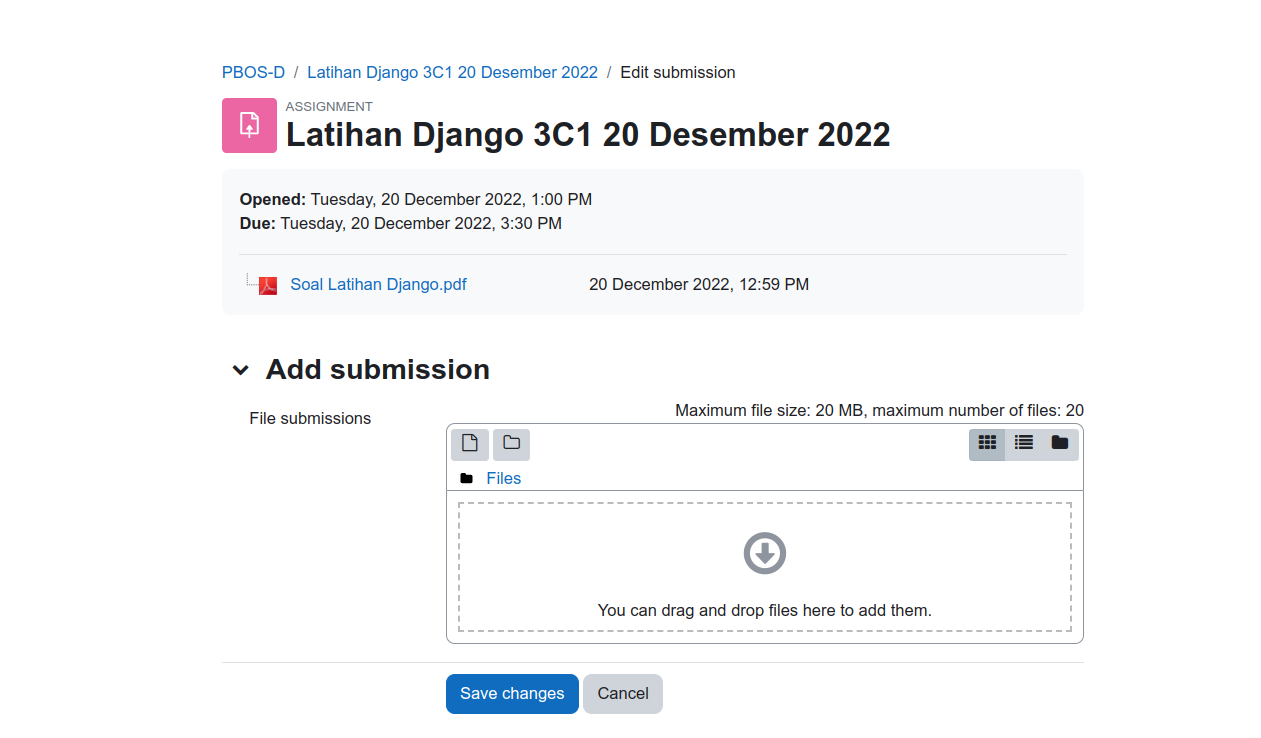 PBOS-D / Latihan Django 3C1 20 Desember 2022 / Edit submission
ASSIGNMENT
Latihan Django 3C1 20 Desember 2022
Opened: Tuesday, 20 December 2022, 1:00 PM
Due: Tuesday, 20 December 2022, 3:30 PM
Soal Latihan Django.pdf 20 December 2022, 12:59 PM
Add submission
File submissions
Maximum file size: 20 MB, maximum number of files: 20
Files
You can drag and drop files here to add them.
Save changes Cancel